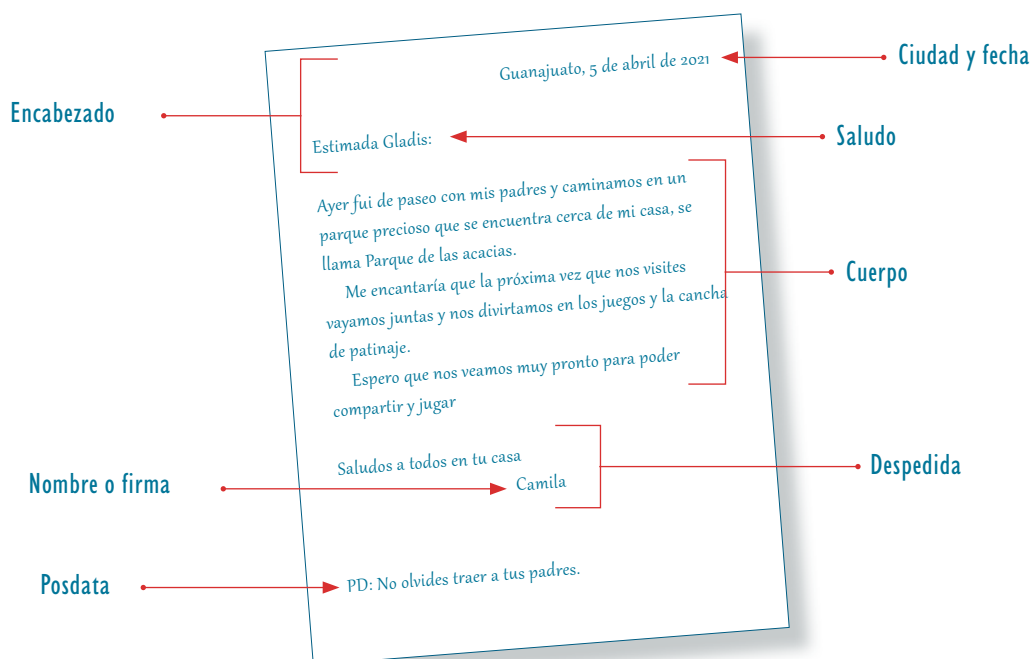 Guanajuato, 5 de abril de 2021
Ciudad y fecha
Encabezado
Estimada Gladis:
Saludo
Ayer fui de paseo con mis padres y caminamos en un
parque precioso que se encuentra cerca de mi casa, se
llama Parque de las acacias.
Me encantaría que la próxima vez que nos visites
vayamos juntas y nos divirtamos en los juegos y la cancha
de patinaje.
Espero que nos veamos muy pronto para poder
compartir y jugar
Cuerpo
Saludos a todos en tu casa
Camila
Despedida
Nombre o firma
Posdata
PD: No olvides traer a tus padres.